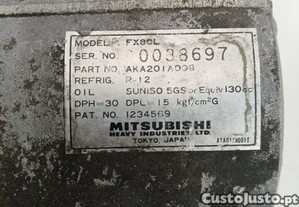 MODEL FX80L
SER NO. 0038697
PART NO. AKA201A009
REFRIG. R-12
OIL SUNISO 5GS or Equiv 130cc
DPH=30 DPL=15 kgf/cm²G
PAT. NO. 1234569
MITSUBISHI
HEAVY INDUSTRIES, LTD.
TOKYO, JAPAN
CustoJusto.pt